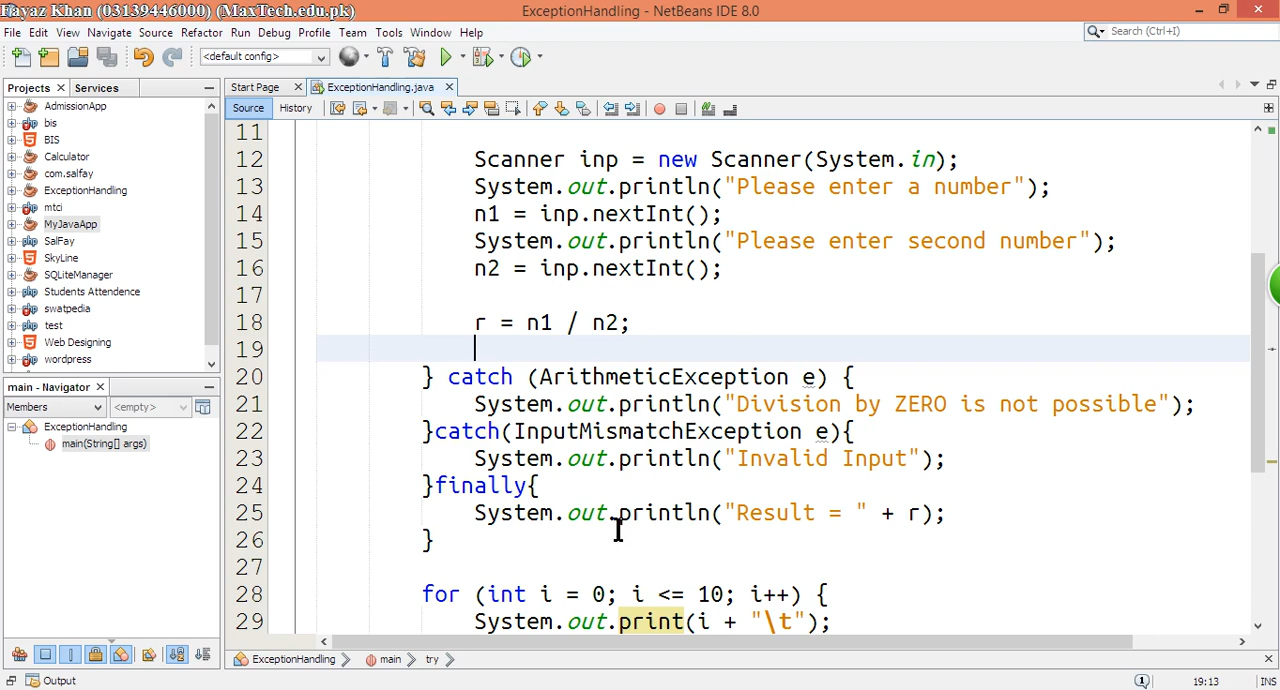 Fayaz Khan (03139446000) (MaxTech.edu.pk)
ExceptionHandling - NetBeans IDE 8.0
File Edit View Navigate Source Refactor Run Debug Profile Team Tools Window Help
Search (Ctrl+I)
<default config>
Projects Services
Start Page ExceptionHandling.java
Source History
AdmissionApp
bis
BIS
Calculator
com.salfay
ExceptionHandling
mtci
MyJavaApp
SalFay
SkyLine
SQLiteManager
Students Attendence
swatpedia
test
Web Designing
wordpress
main - Navigator
Members <empty>
ExceptionHandling
main(String[] args)
11
12 Scanner inp = new Scanner(System.in);
13 System.out.println("Please enter a number");
14 n1 = inp.nextInt();
15 System.out.println("Please enter second number");
16 n2 = inp.nextInt();
17
18 r = n1 / n2;
19
20 } catch (ArithmeticException e) {
21 System.out.println("Division by ZERO is not possible");
22 }catch(InputMismatchException e){
23 System.out.println("Invalid Input");
24 }finally{
25 System.out.println("Result = " + r);
26 }
27
28 for (int i = 0; i <= 10; i++) {
29 System.out.print(i + "\t");
ExceptionHandling main try
Output
1 19:13 INS